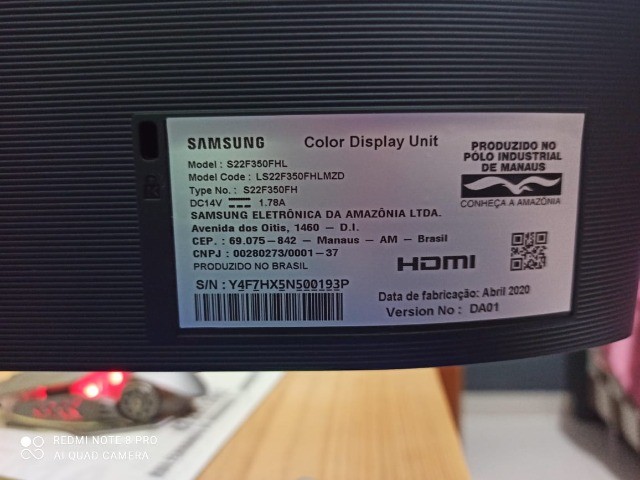 SAMSUNG Color Display Unit
Model : S22F350FHL
Model Code : LS22F350FHLMZD
Type No. : S22F350FH
DC14V 1.78A
SAMSUNG ELETRÔNICA DA AMAZÔNIA LTDA.
Avenida dos Oitis, 1460 – D.I.
CEP. : 69.075–842 – Manaus – AM – Brasil
CNPJ : 00280273/0001–37
PRODUZIDO NO BRASIL
S/N : Y4F7HX5N500193P
PRODUZIDO NO
PÓLO INDUSTRIAL
DE MANAUS
CONHEÇA A AMAZÔNIA
HDMI
Data de fabricação: Abril 2020
Version No : DA01
REDMI NOTE 8 PRO
AI QUAD CAMERA